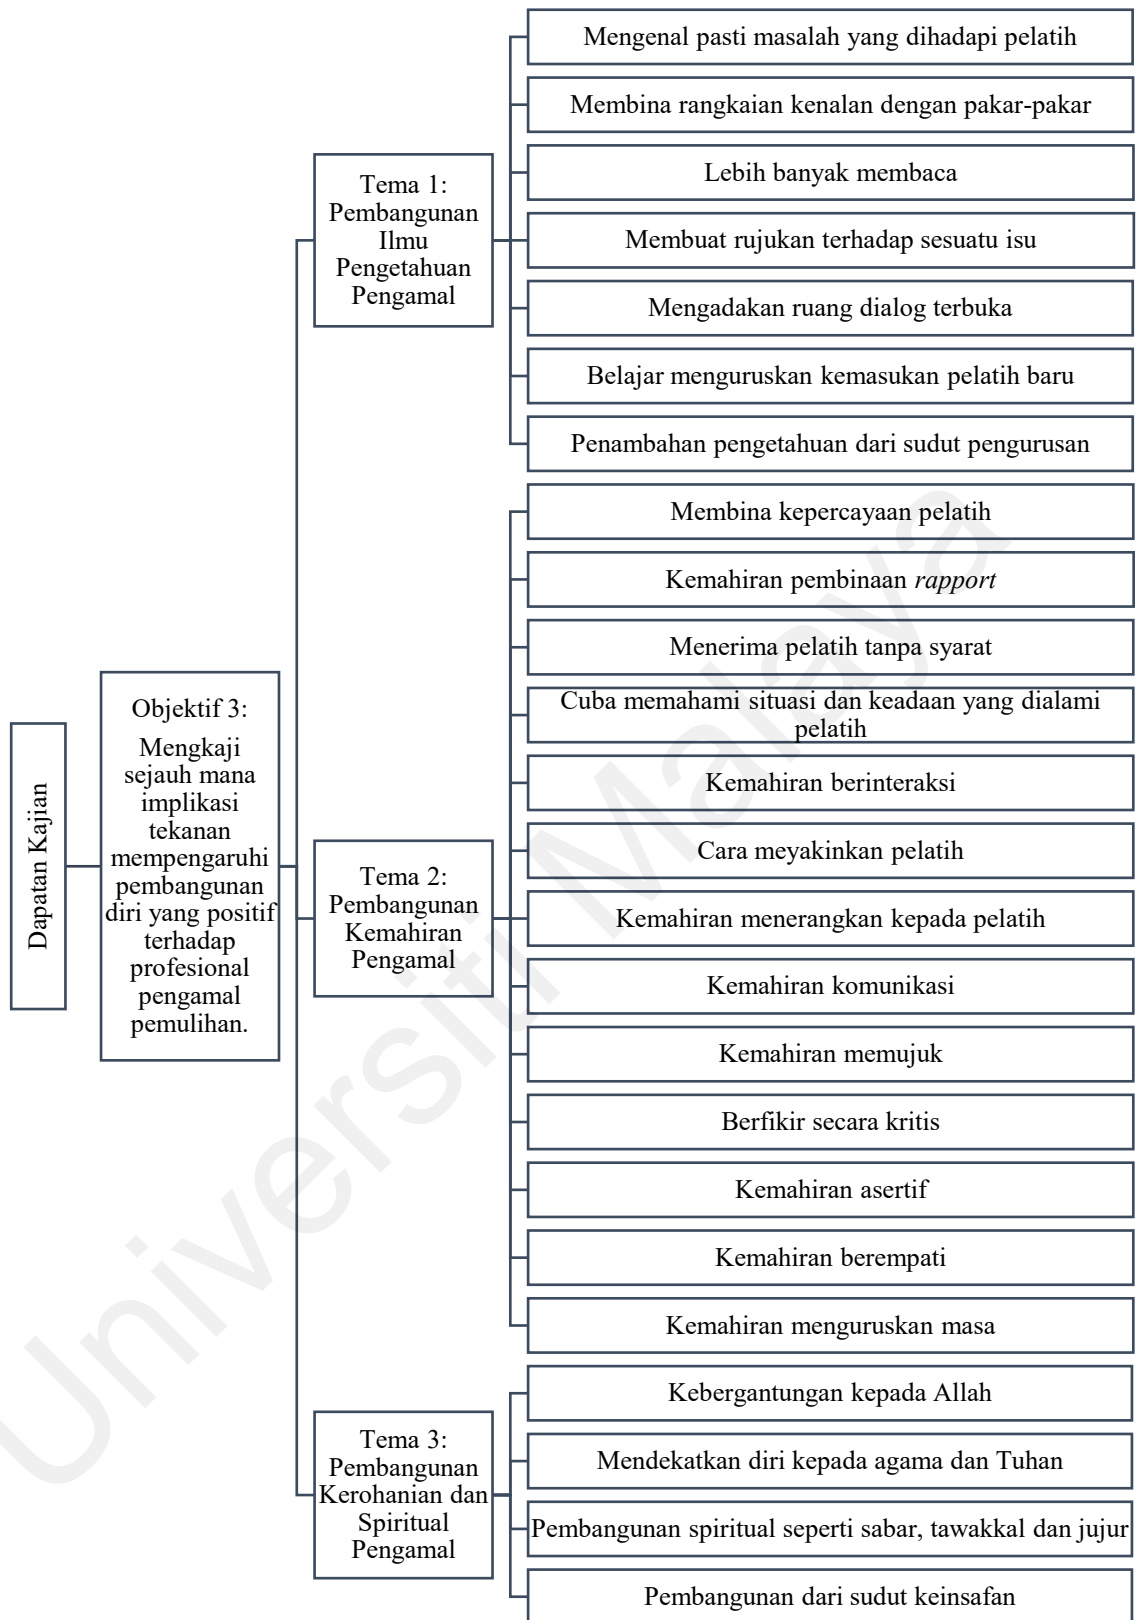 Dapatan Kajian
Objektif 3:
Mengkaji
sejauh mana
implikasi
tekanan
mempengaruhi
pembangunan
diri yang positif
terhadap
profesional
pengamal
pemulihan.
Tema 1:
Pembangunan
Ilmu
Pengetahuan
Pengamal
Mengenal pasti masalah yang dihadapi pelatih
Membina rangkaian kenalan dengan pakar-pakar
Lebih banyak membaca
Membuat rujukan terhadap sesuatu isu
Mengadakan ruang dialog terbuka
Belajar menguruskan kemasukan pelatih baru
Penambahan pengetahuan dari sudut pengurusan
Tema 2:
Pembangunan
Kemahiran
Pengamal
Membina kepercayaan pelatih
Kemahiran pembinaan rapport
Menerima pelatih tanpa syarat
Cuba memahami situasi dan keadaan yang dialami
pelatih
Kemahiran berinteraksi
Cara meyakinkan pelatih
Kemahiran menerangkan kepada pelatih
Kemahiran komunikasi
Kemahiran memujuk
Berfikir secara kritis
Kemahiran asertif
Kemahiran berempati
Kemahiran menguruskan masa
Tema 3:
Pembangunan
Kerohanian dan
Spiritual
Pengamal
Kebergantungan kepada Allah
Mendekatkan diri kepada agama dan Tuhan
Pembangunan spiritual seperti sabar, tawakkal dan jujur
Pembangunan dari sudut keinsafan
Universiti Malaya